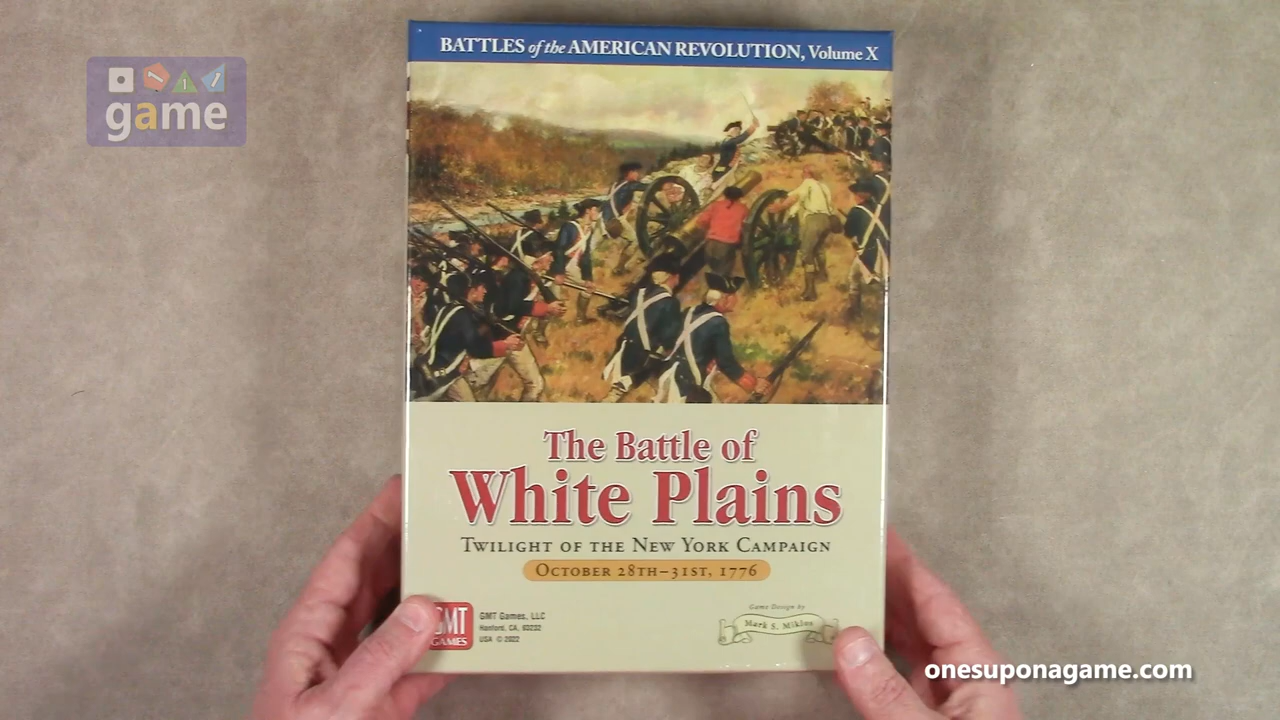 BATTLES of the AMERICAN REVOLUTION, Volume X
game
The Battle of
White Plains
TWILIGHT OF THE NEW YORK CAMPAIGN
OCTOBER 28TH–31ST, 1776
GMT
GAMES
GMT Games, LLC
Hanford, CA, 93232
USA © 2022
Game Design by
Mark S. Miklos
onesuponagame.com